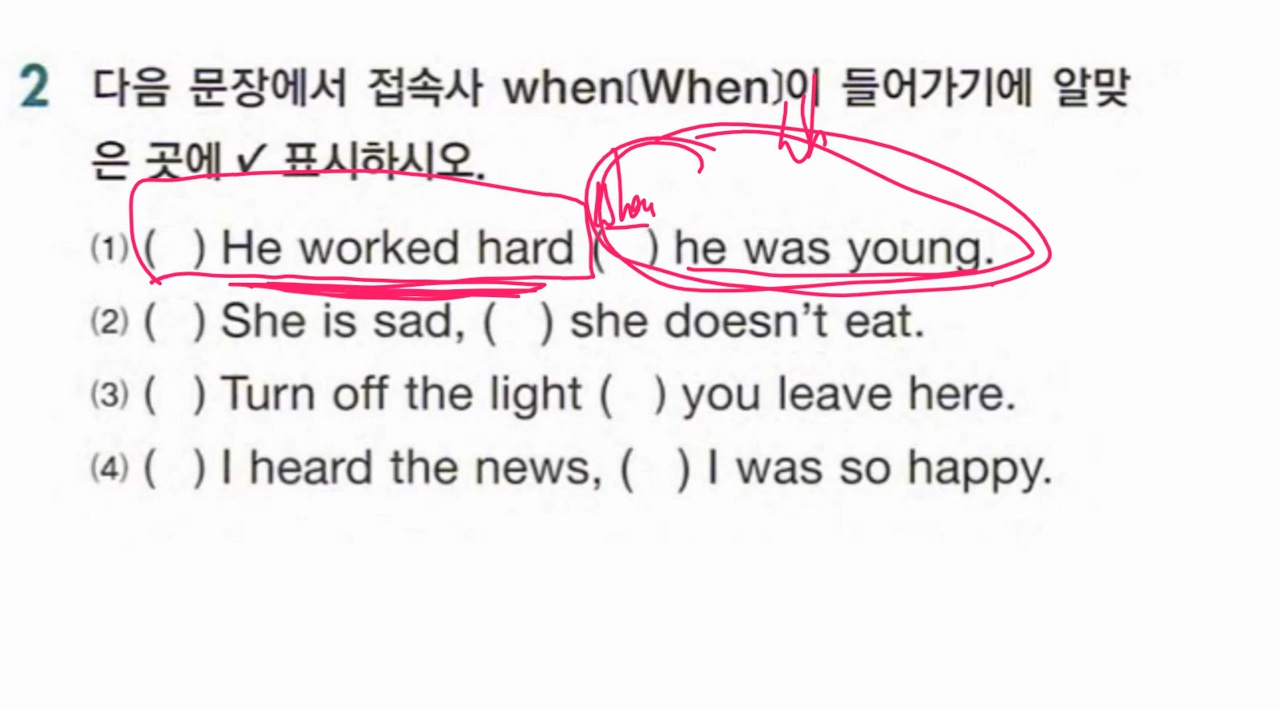 2 다음 문장에서 접속사 when(When)이 들어가기에 알맞
은 곳에 ✓ 표시하시오.
When
(1) ( ) He worked hard ( ) he was young.
(2) ( ) She is sad, ( ) she doesn't eat.
(3) ( ) Turn off the light ( ) you leave here.
(4) ( ) I heard the news, ( ) I was so happy.